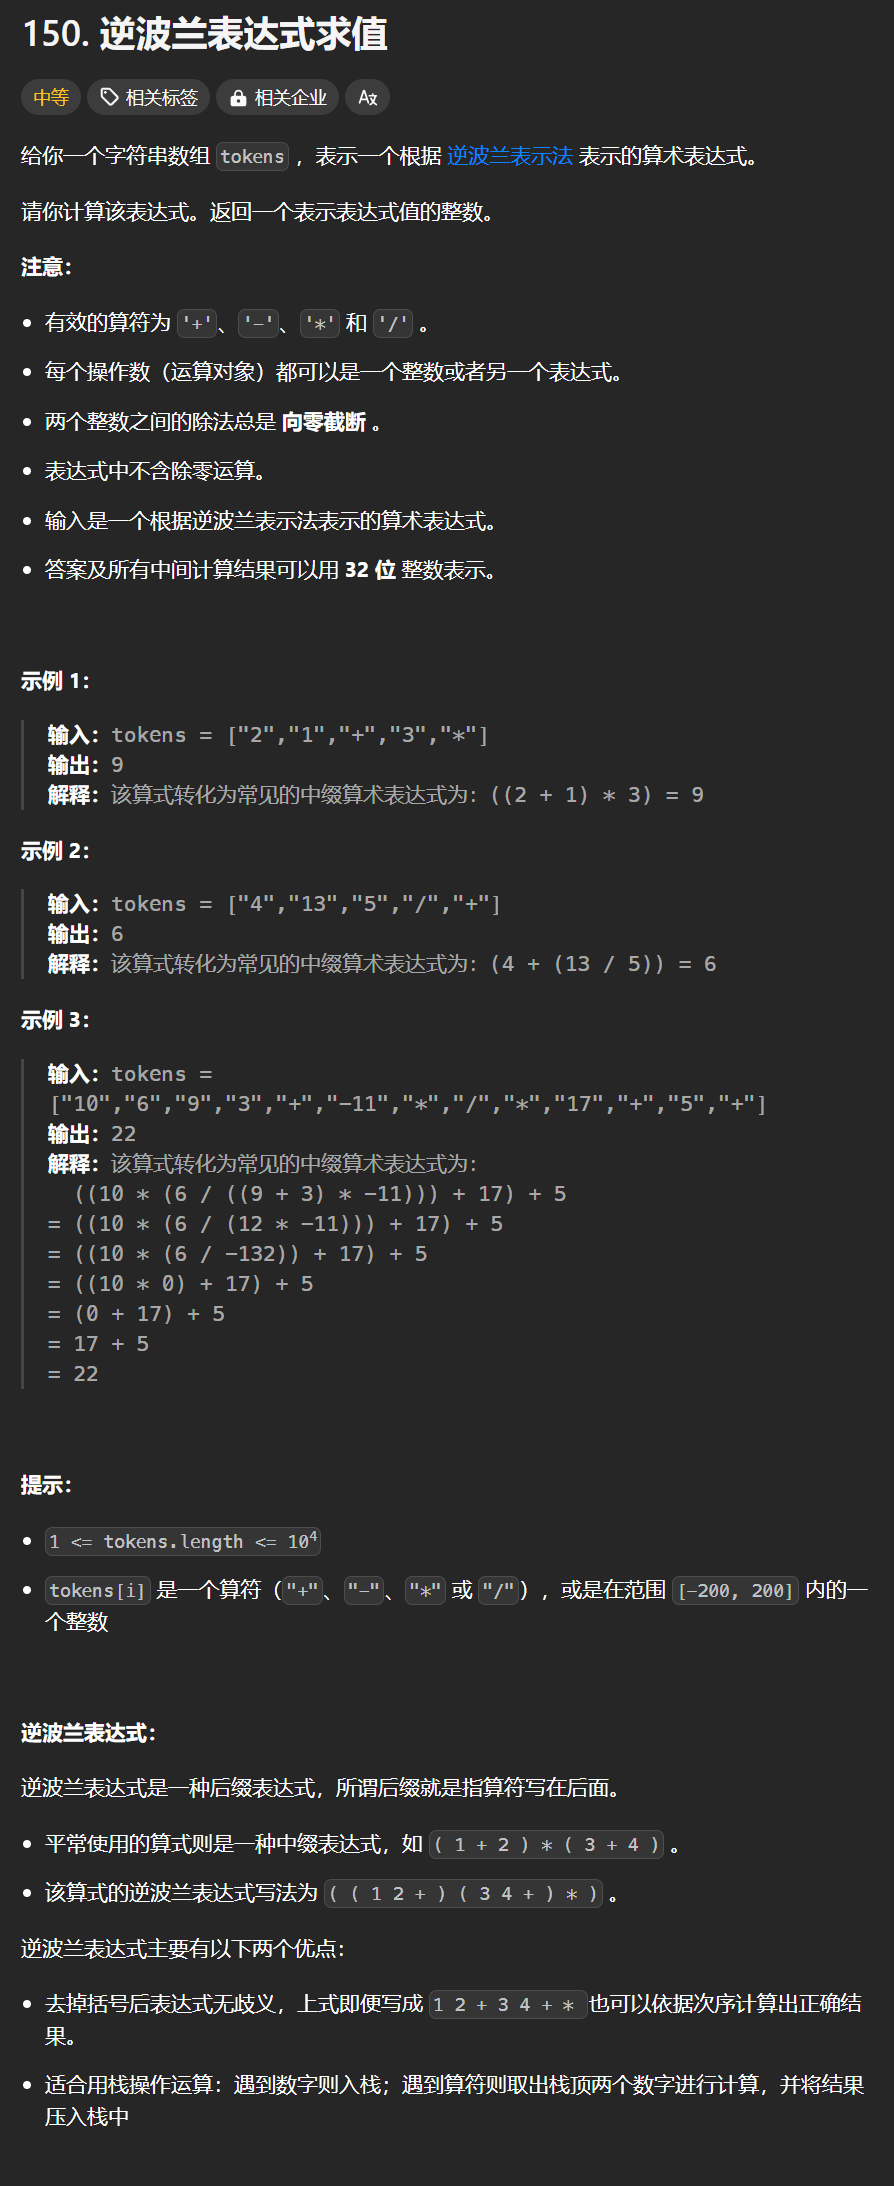 150. 逆波兰表达式求值
中等 相关标签 相关企业 AX
给你一个字符串数组 tokens ，表示一个根据 逆波兰表示法 表示的算术表达式。
请你计算该表达式。返回一个表示表达式值的整数。
注意：
有效的算符为 '+'、'-'、'*' 和 '/' 。
每个操作数（运算对象）都可以是一个整数或者另一个表达式。
两个整数之间的除法总是 向零截断 。
表达式中不含除零运算。
输入是一个根据逆波兰表示法表示的算术表达式。
答案及所有中间计算结果可以用 32 位 整数表示。
示例 1：
输入：tokens = ["2","1","+","3","*"]
输出：9
解释：该算式转化为常见的中缀算术表达式为：((2 + 1) * 3) = 9
示例 2：
输入：tokens = ["4","13","5","/","+"]
输出：6
解释：该算式转化为常见的中缀算术表达式为：(4 + (13 / 5)) = 6
示例 3：
输入：tokens =
["10","6","9","3","+","-11","*","/","*","17","+","5","+"]
输出：22
解释：该算式转化为常见的中缀算术表达式为：
((10 * (6 / ((9 + 3) * -11))) + 17) + 5
= ((10 * (6 / (12 * -11))) + 17) + 5
= ((10 * (6 / -132)) + 17) + 5
= ((10 * 0) + 17) + 5
= (0 + 17) + 5
= 17 + 5
= 22
提示：
1 <= tokens.length <= 10⁴
tokens[i] 是一个算符（"+"、"-"、"*" 或 "/"），或是在范围 [-200, 200] 内的一
个整数
逆波兰表达式：
逆波兰表达式是一种后缀表达式，所谓后缀就是指算符写在后面。
平常使用的算式则是一种中缀表达式，如 ( 1 + 2 ) * ( 3 + 4 ) 。
该算式的逆波兰表达式写法为 ( ( 1 2 + ) ( 3 4 + ) * ) 。
逆波兰表达式主要有以下两个优点：
去掉括号后表达式无歧义，上式即便写成 1 2 + 3 4 + * 也可以依据次序计算出正确结
果。
适合用栈操作运算：遇到数字则入栈；遇到算符则取出栈顶两个数字进行计算，并将结果
压入栈中